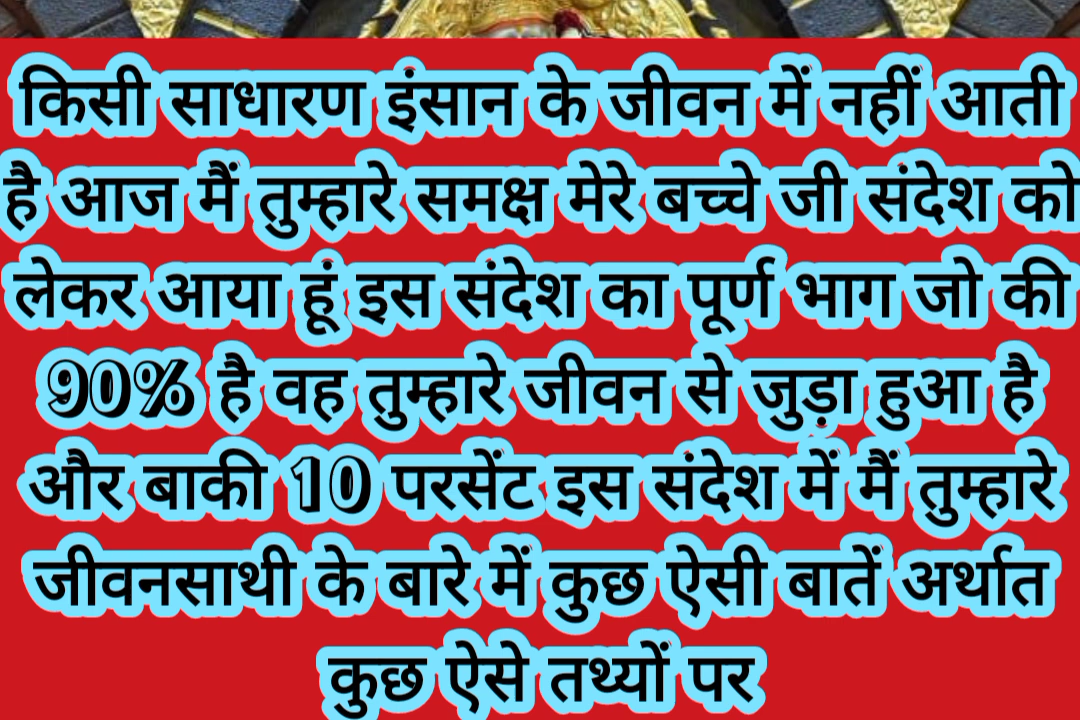 किसी साधारण इंसान के जीवन में नहीं आती
है आज मैं तुम्हारे समक्ष मेरे बच्चे जी संदेश को
लेकर आया हूं इस संदेश का पूर्ण भाग जो की
90% है वह तुम्हारे जीवन से जुड़ा हुआ है
और बाकी 10 परसेंट इस संदेश में मैं तुम्हारे
जीवनसाथी के बारे में कुछ ऐसी बातें अर्थात
कुछ ऐसे तथ्यों पर